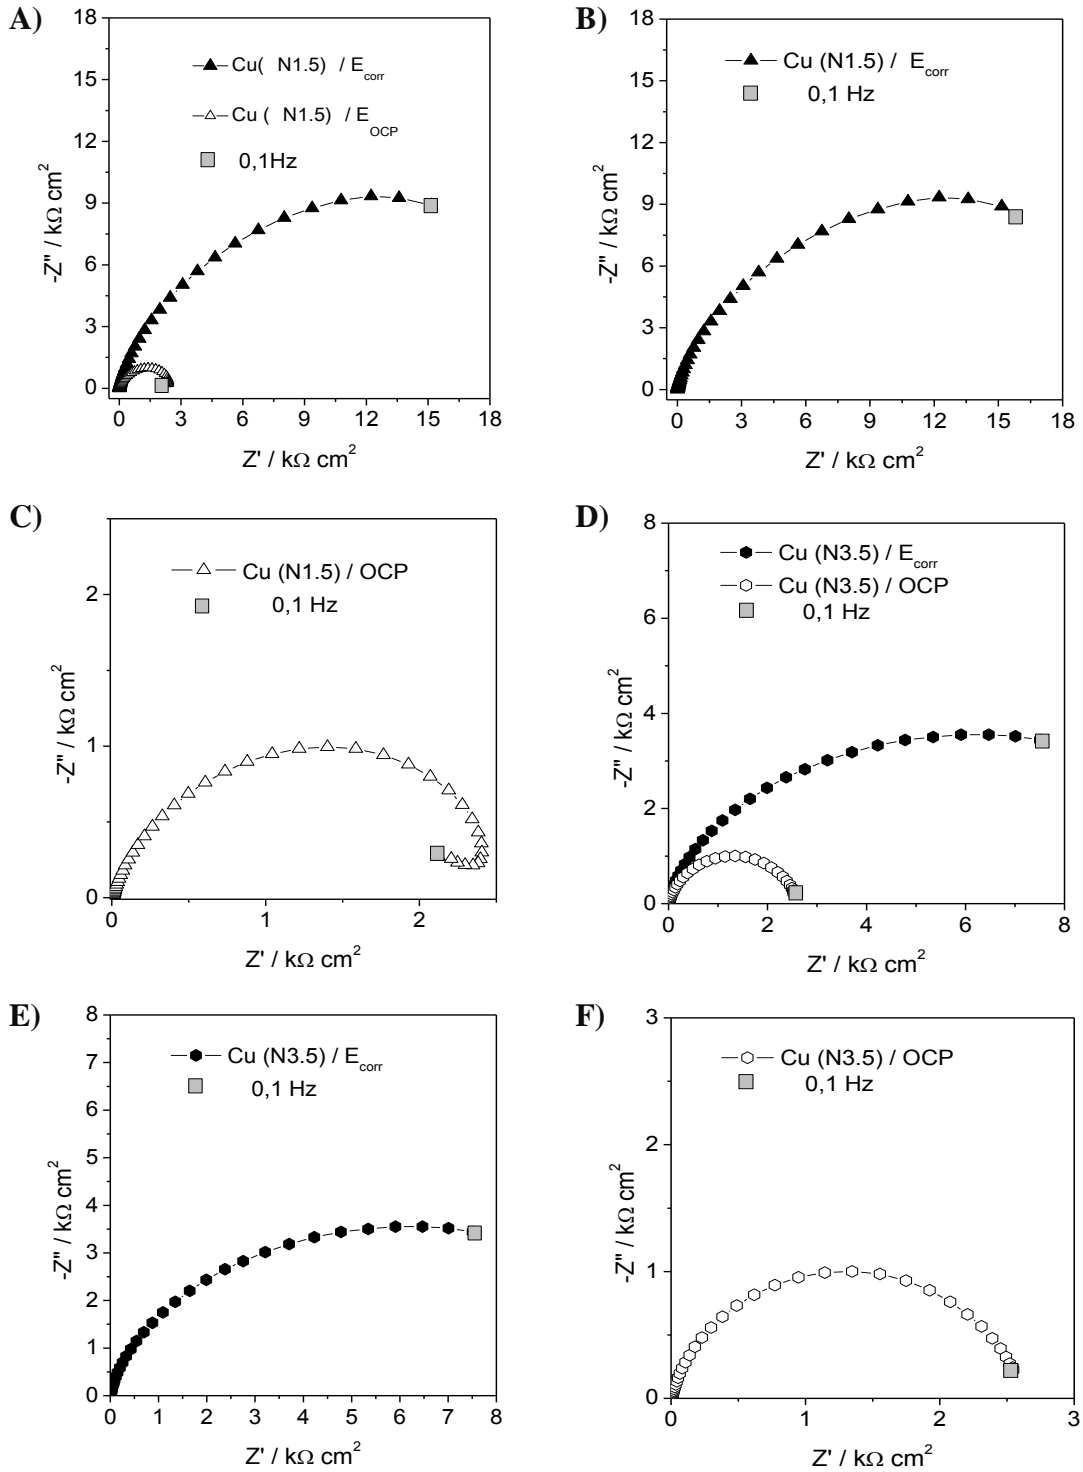 A)
18
15
12
9
6
3
0
-Z'' / kΩ cm²
Cu( N1.5) / E_corr
Cu ( N1.5) / E_OCP
0,1Hz
0 3 6 9 12 15 18
Z' / kΩ cm²
B)
18
15
12
9
6
3
0
-Z'' / kΩ cm²
Cu (N1.5) / E_corr
0,1 Hz
0 3 6 9 12 15 18
Z' / kΩ cm²
C)
2
1
0
-Z'' / kΩ cm²
Cu (N1.5) / OCP
0,1 Hz
0 1 2
Z' / kΩ cm²
D)
8
6
4
2
0
-Z'' / kΩ cm²
Cu (N3.5) / E_corr
Cu (N3.5) / OCP
0,1 Hz
0 2 4 6 8
Z' / kΩ cm²
E)
8
7
6
5
4
3
2
1
0
-Z'' / kΩ cm²
Cu (N3.5) / E_corr
0,1 Hz
0 1 2 3 4 5 6 7 8
Z' / kΩ cm²
F)
3
2
1
0
-Z'' / kΩ cm²
Cu (N3.5) / OCP
0,1 Hz
0 1 2 3
Z' / kΩ cm²